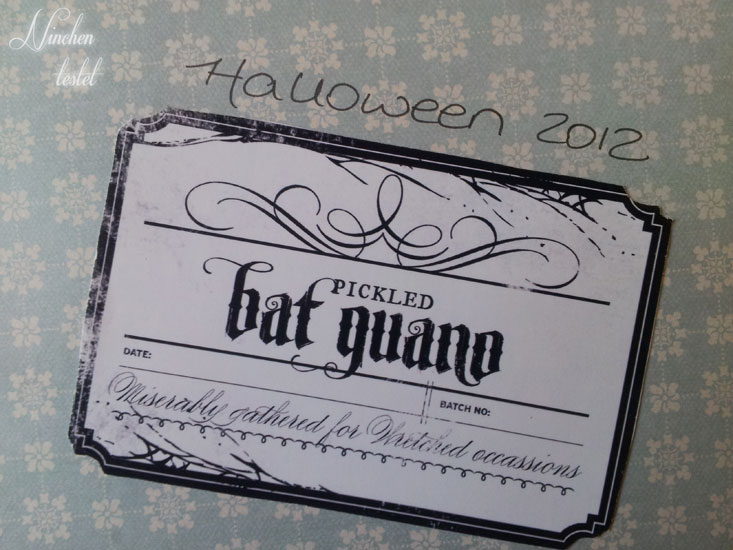 Ninchen
testet
Halloween 2012
PICKLED
bat guano
DATE:
BATCH NO:
Miserably gathered for Wretched occassions